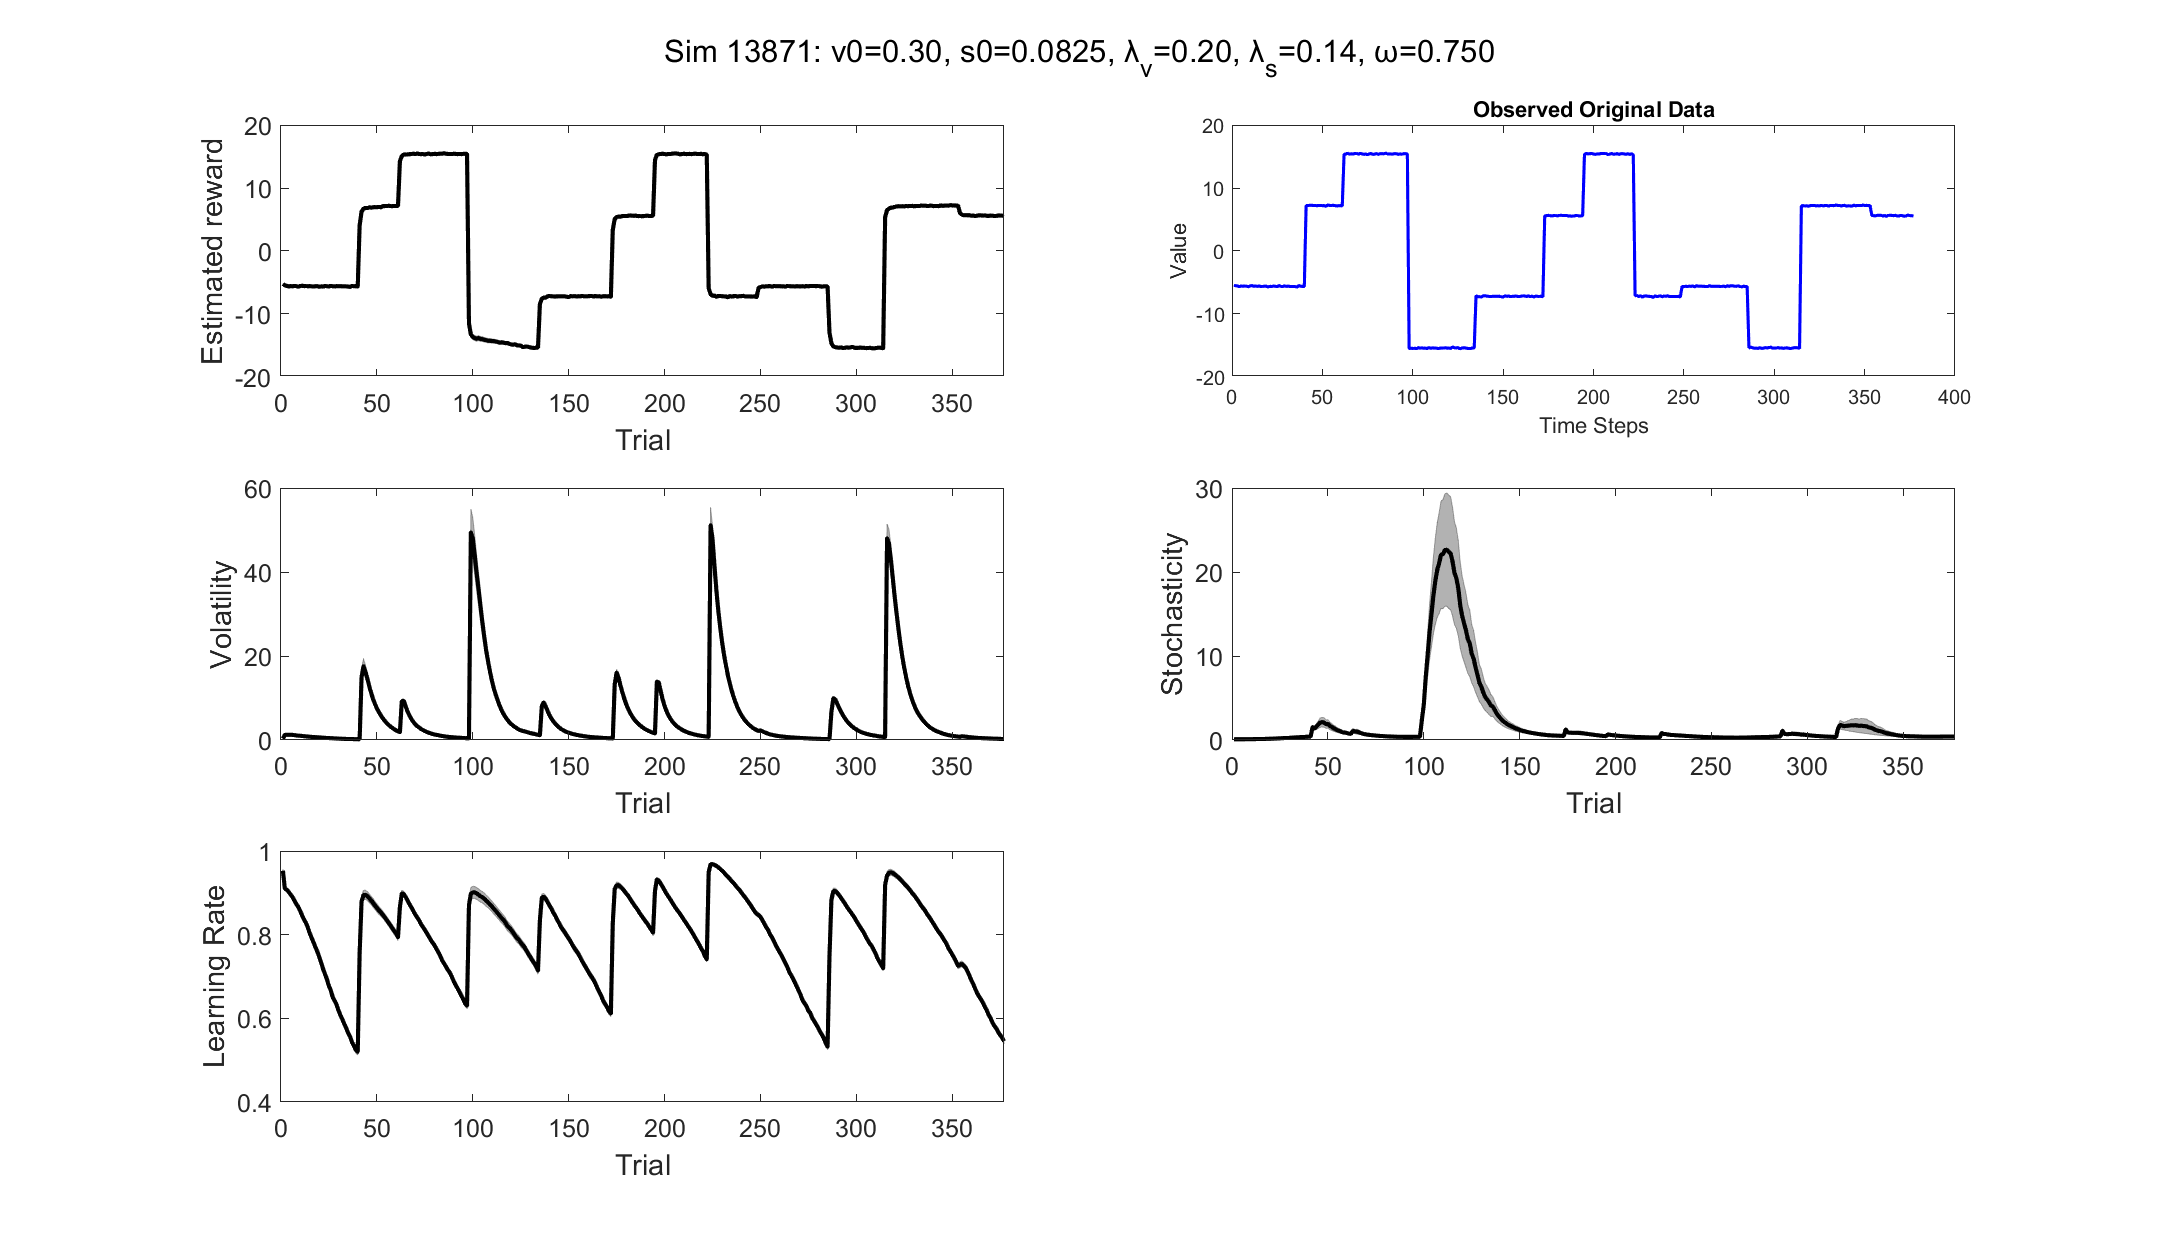 Sim 13871: v0=0.30, s0=0.0825, λv=0.20, λs=0.14, ω=0.750
20
10
0
-10
-20
Estimated reward
0 50 100 150 200 250 300 350
Trial
Observed Original Data
20
10
0
-10
-20
Value
0 50 100 150 200 250 300 350 400
Time Steps
60
40
20
0
Volatility
0 50 100 150 200 250 300 350
Trial
30
20
10
0
Stochasticity
0 50 100 150 200 250 300 350
Trial
1
0.8
0.6
0.4
Learning Rate
0 50 100 150 200 250 300 350
Trial